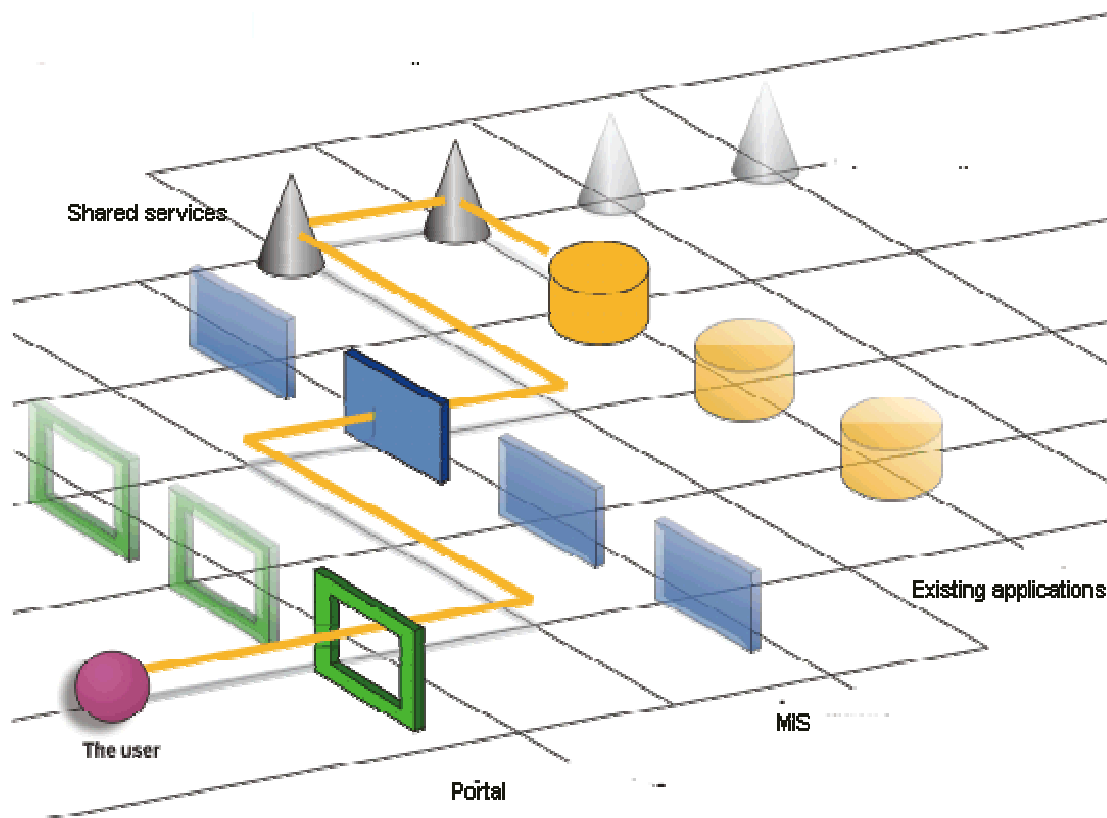 Shared services
Existing applications
MIS
The user
Portal